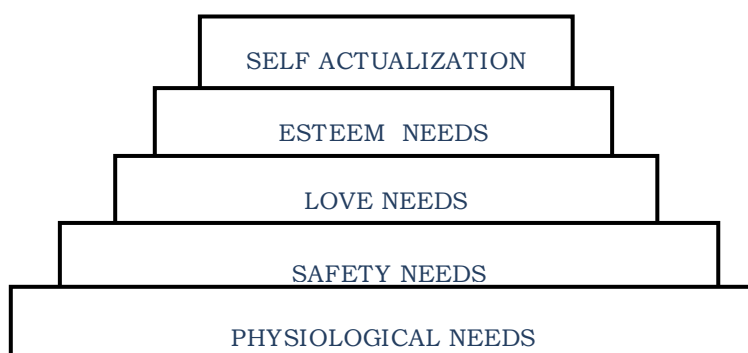 SELF ACTUALIZATION
ESTEEM NEEDS
LOVE NEEDS
SAFETY NEEDS
PHYSIOLOGICAL NEEDS